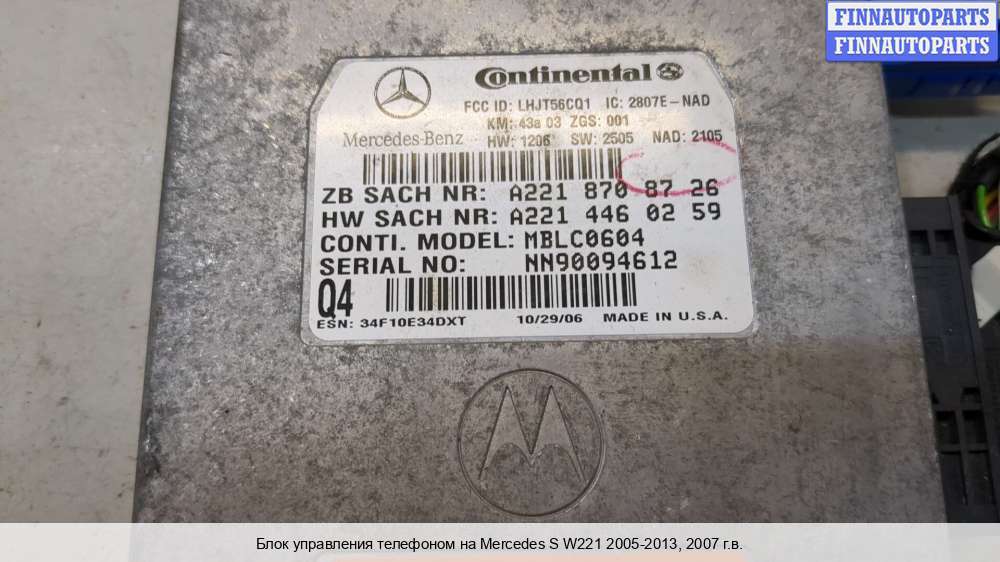 FINNAUTOPARTS
FINNAUTOPARTS
Continental
FCC ID: LHJT56CQ1 IC: 2807E-NAD
KM: 43a 03 ZGS: 001
Mercedes-Benz HW: 1206 SW: 2505 NAD: 2105
ZB SACH NR: A221 870 87 26
HW SACH NR: A221 446 02 59
CONTI. MODEL: MBLC0604
SERIAL NO: NN90094612
Q4
ESN: 34F10E34DXT 10/29/06 MADE IN U.S.A.
Блок управления телефоном на Mercedes S W221 2005-2013, 2007 г.в.